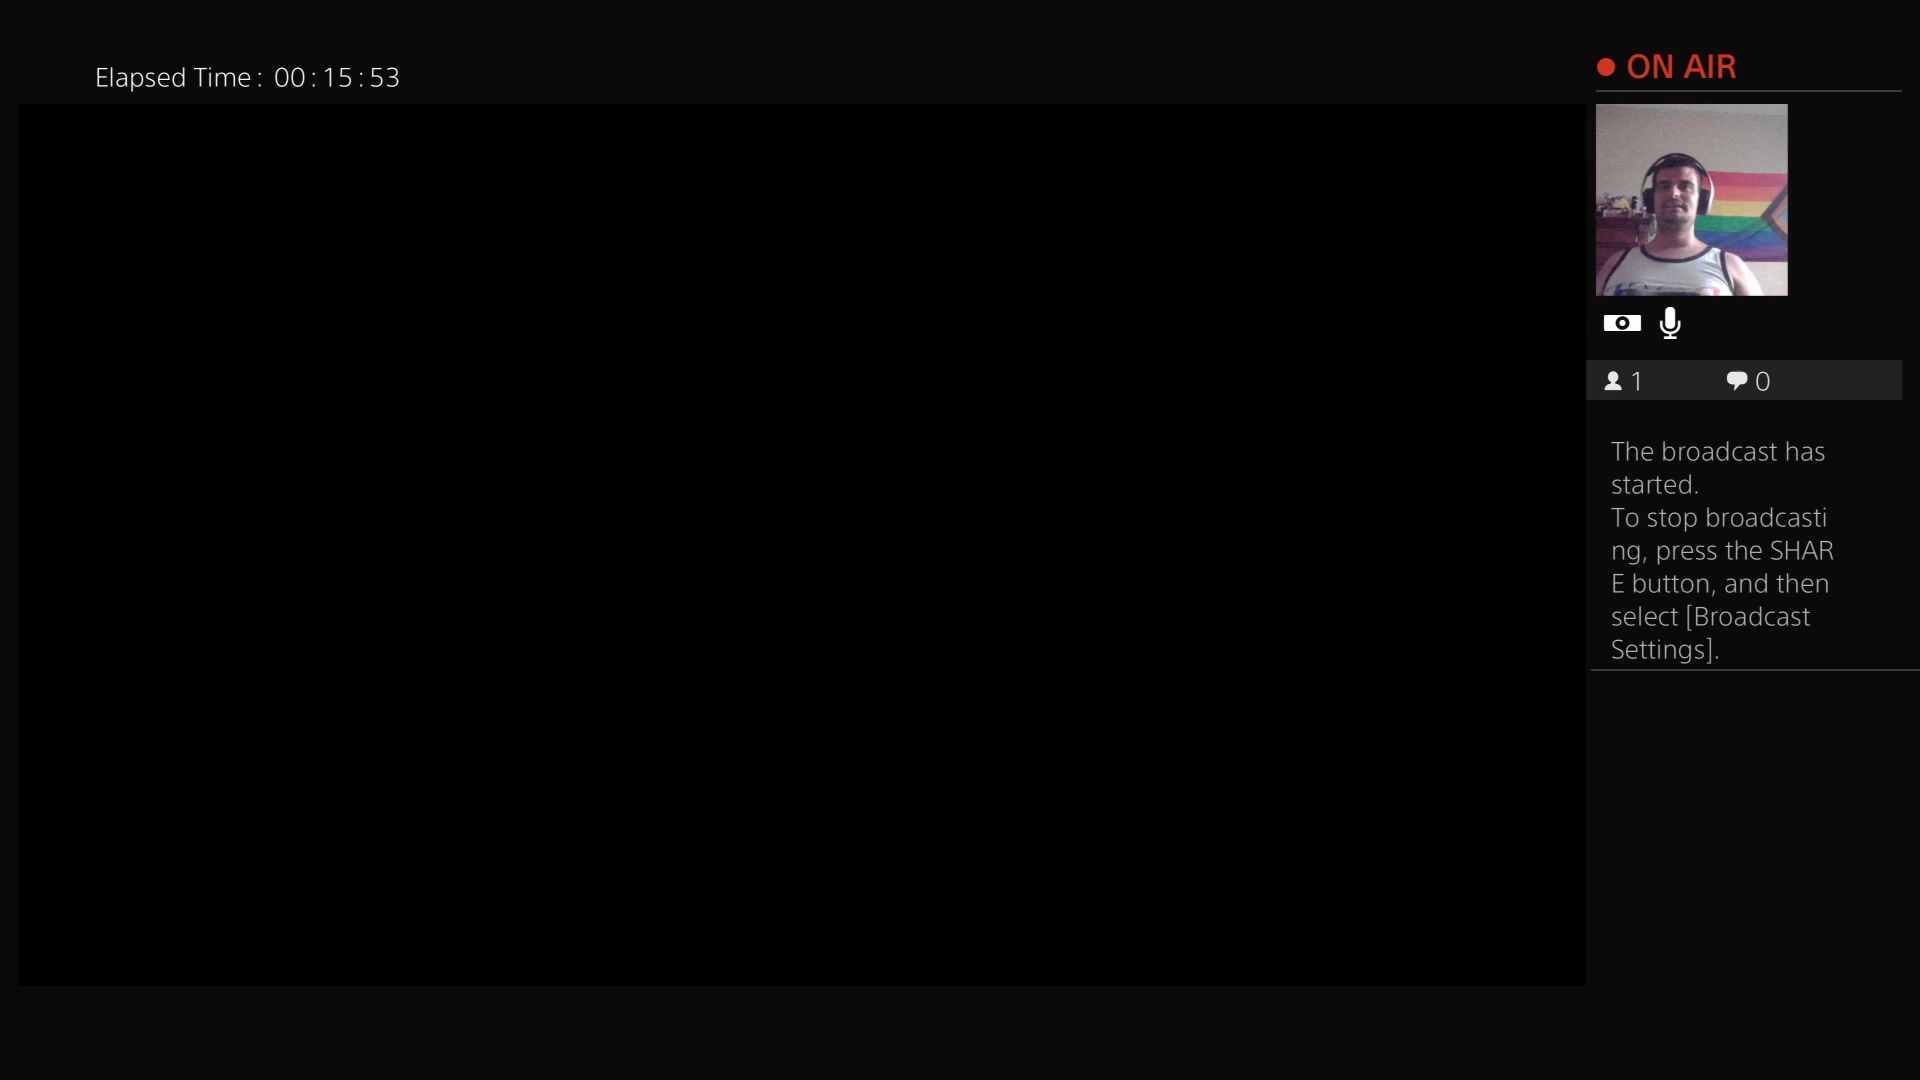 Elapsed Time: 00:15:53
ON AIR
1
0
The broadcast has
started.
To stop broadcasti
ng, press the SHAR
E button, and then
select [Broadcast
Settings].